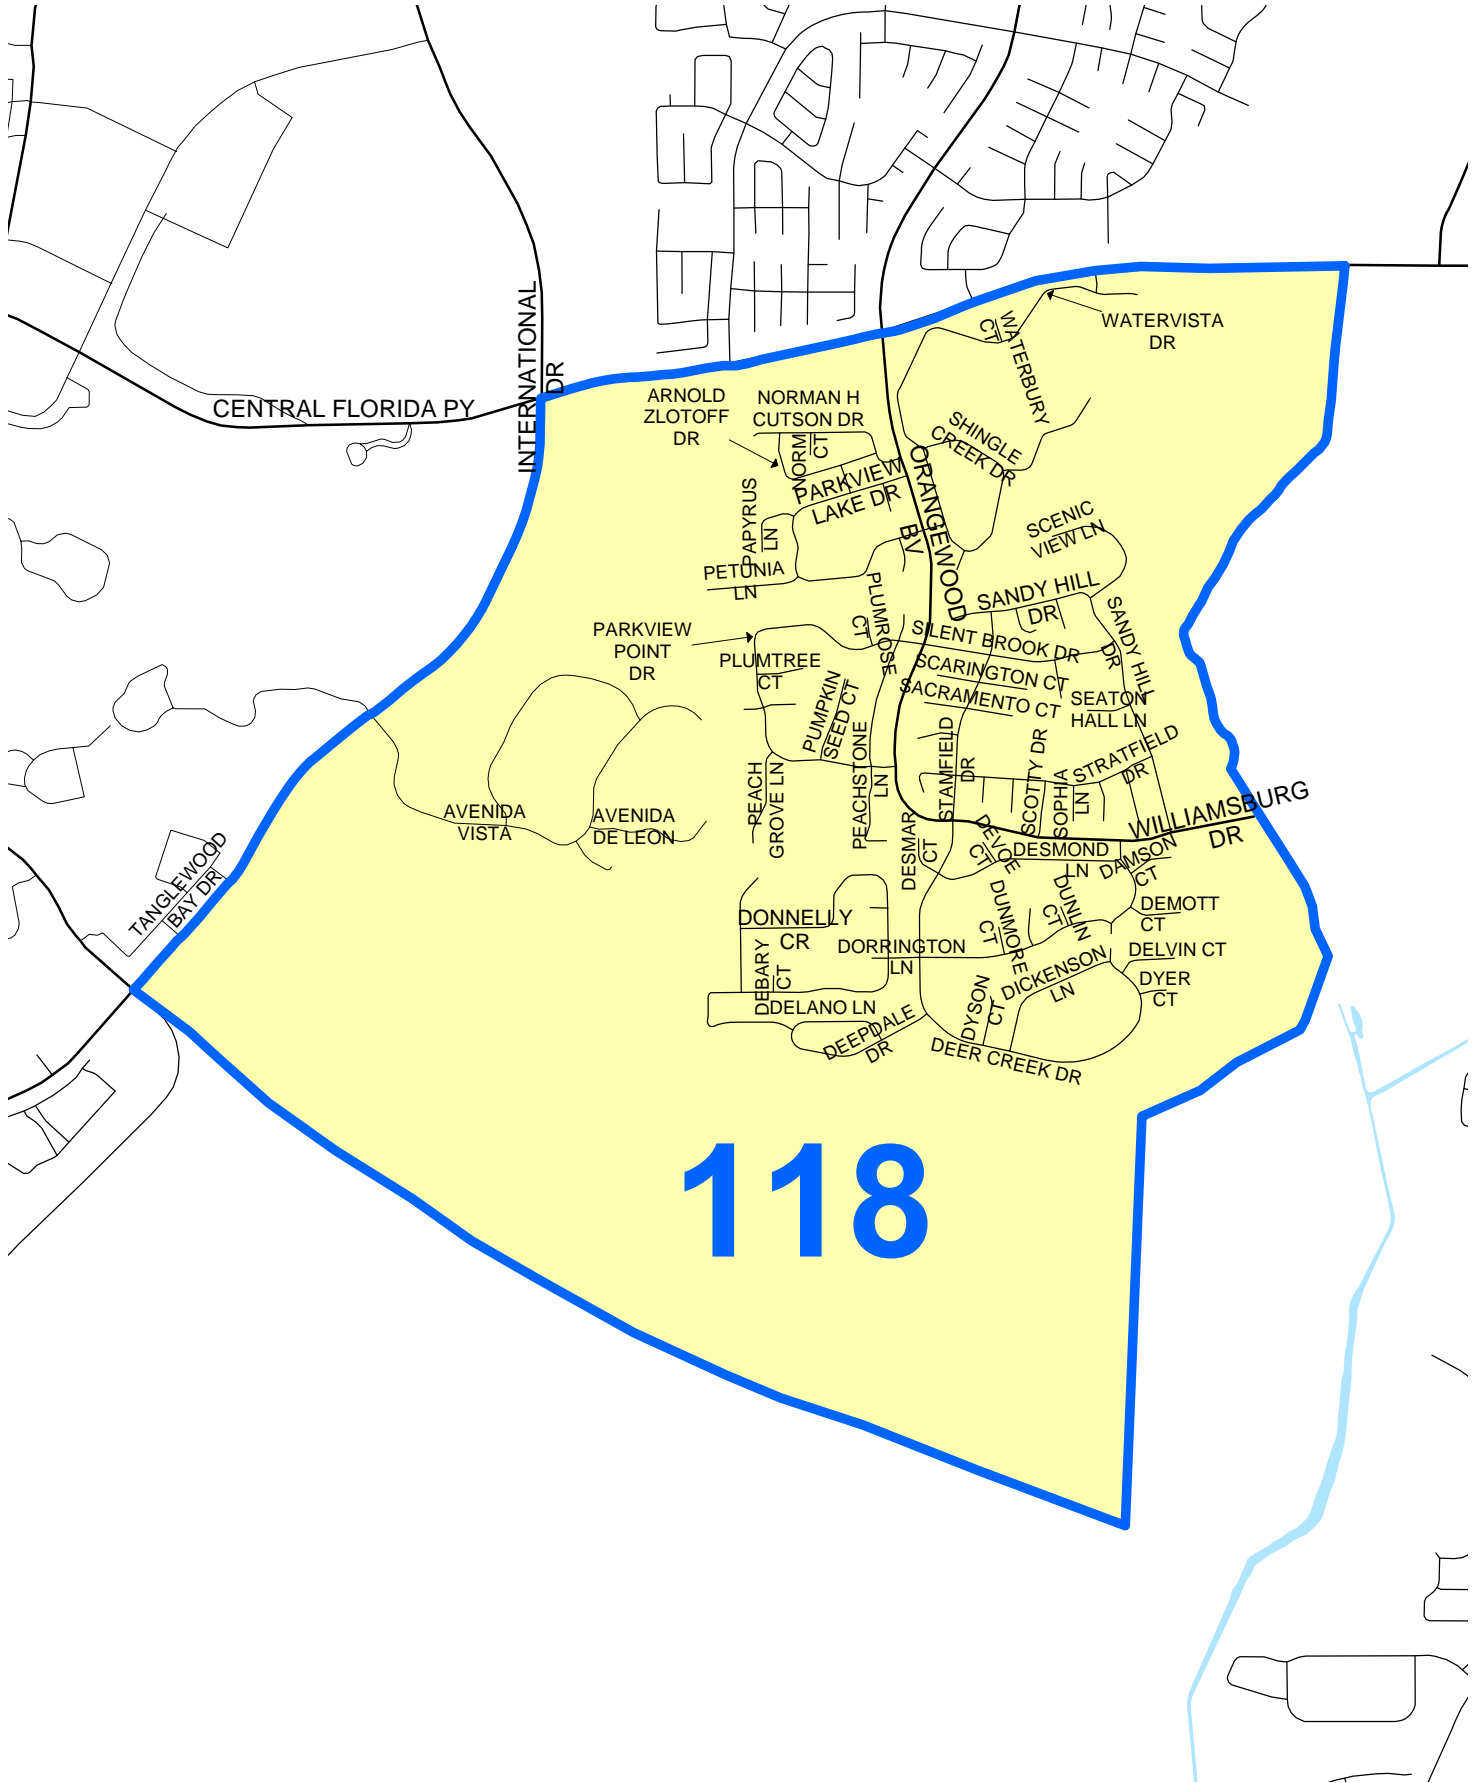 WATERVISTA
DR
WATERBURY
CT
INTERNATIONAL
DR
CENTRAL FLORIDA PY
ARNOLD
ZLOTOFF
DR
NORMAN H
CUTSON DR
NORM
CT
SHINGLE
CREEK DR
PARKVIEW
LAKE DR
ORANGEWOOD
BV
PAPYRUS
LN
SCENIC
VIEW LN
PETUNIA
LN
PLUMROSE
CT
SANDY HILL
DR
SANDY HILL
DR
PARKVIEW
POINT
DR
SILENT BROOK DR
PLUMTREE
CT
SCARINGTON CT
SACRAMENTO CT
SEATON
HALL LN
PUMPKIN
SEED CT
STAMFIELD
DR
SCOTTY DR
STRATFIELD
DR
PEACH
GROVE LN
PEACHSTONE
LN
SOPHIA
LN
AVENIDA
VISTA
AVENIDA
DE LEON
WILLIAMSBURG
DR
DESMAR
CT
DEVOE
CT
DESMOND
LN
DAMSON
CT
TANGLEWOOD
BAY DR
DUNMORE
CT
DUNLIN
CT
DEMOTT
CT
DONNELLY
CR
DORRINGTON
LN
DELVIN CT
DEBARY
CT
DICKENSON
LN
DYER
CT
DELANO LN
DYSON
CT
DEEPDALE
DR
DEER CREEK DR
118